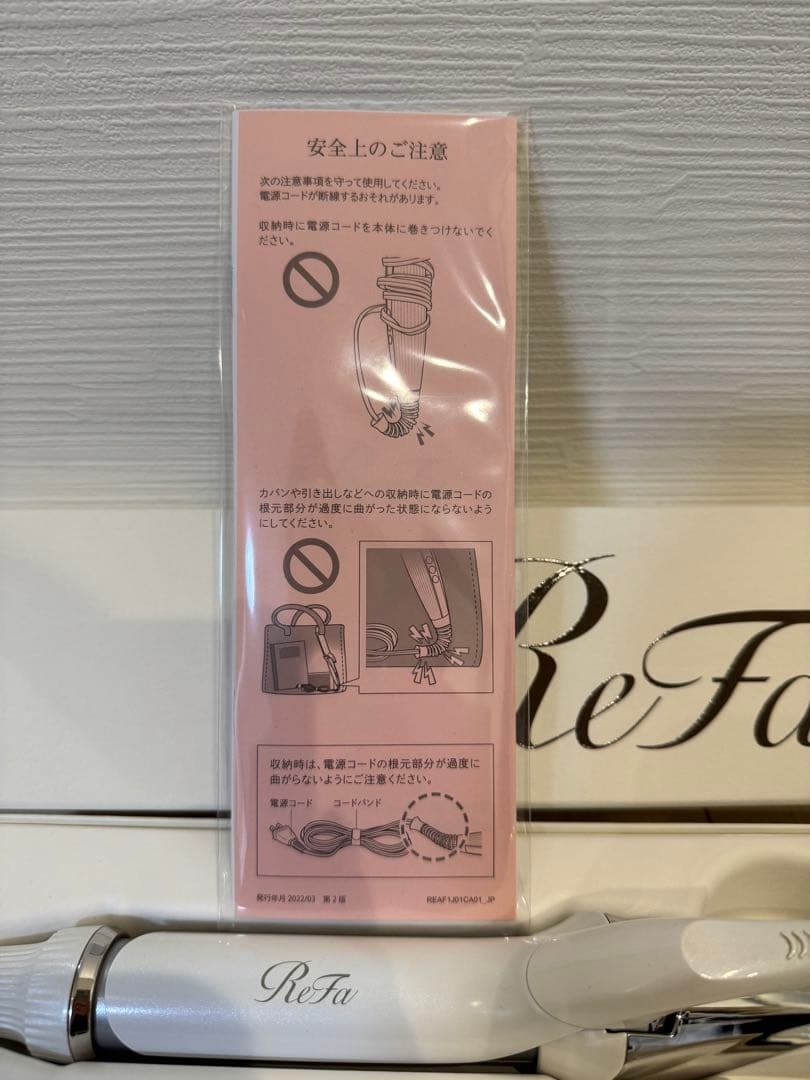 安全上のご注意
次の注意事項を守って使用してください。
電源コードが断線するおそれがあります。
収納時に電源コードを本体に巻きつけないでく
ださい。
カバンや引き出しなどへの収納時に電源コードの
根元部分が過度に曲がった状態にならないよう
にしてください。
収納時は、電源コードの根元部分が過度に
曲がらないようにご注意ください。
電源コード コードバンド
発行年月 2022/03 第2版 REAF1J01CA01_JP
ReFa
ReFa